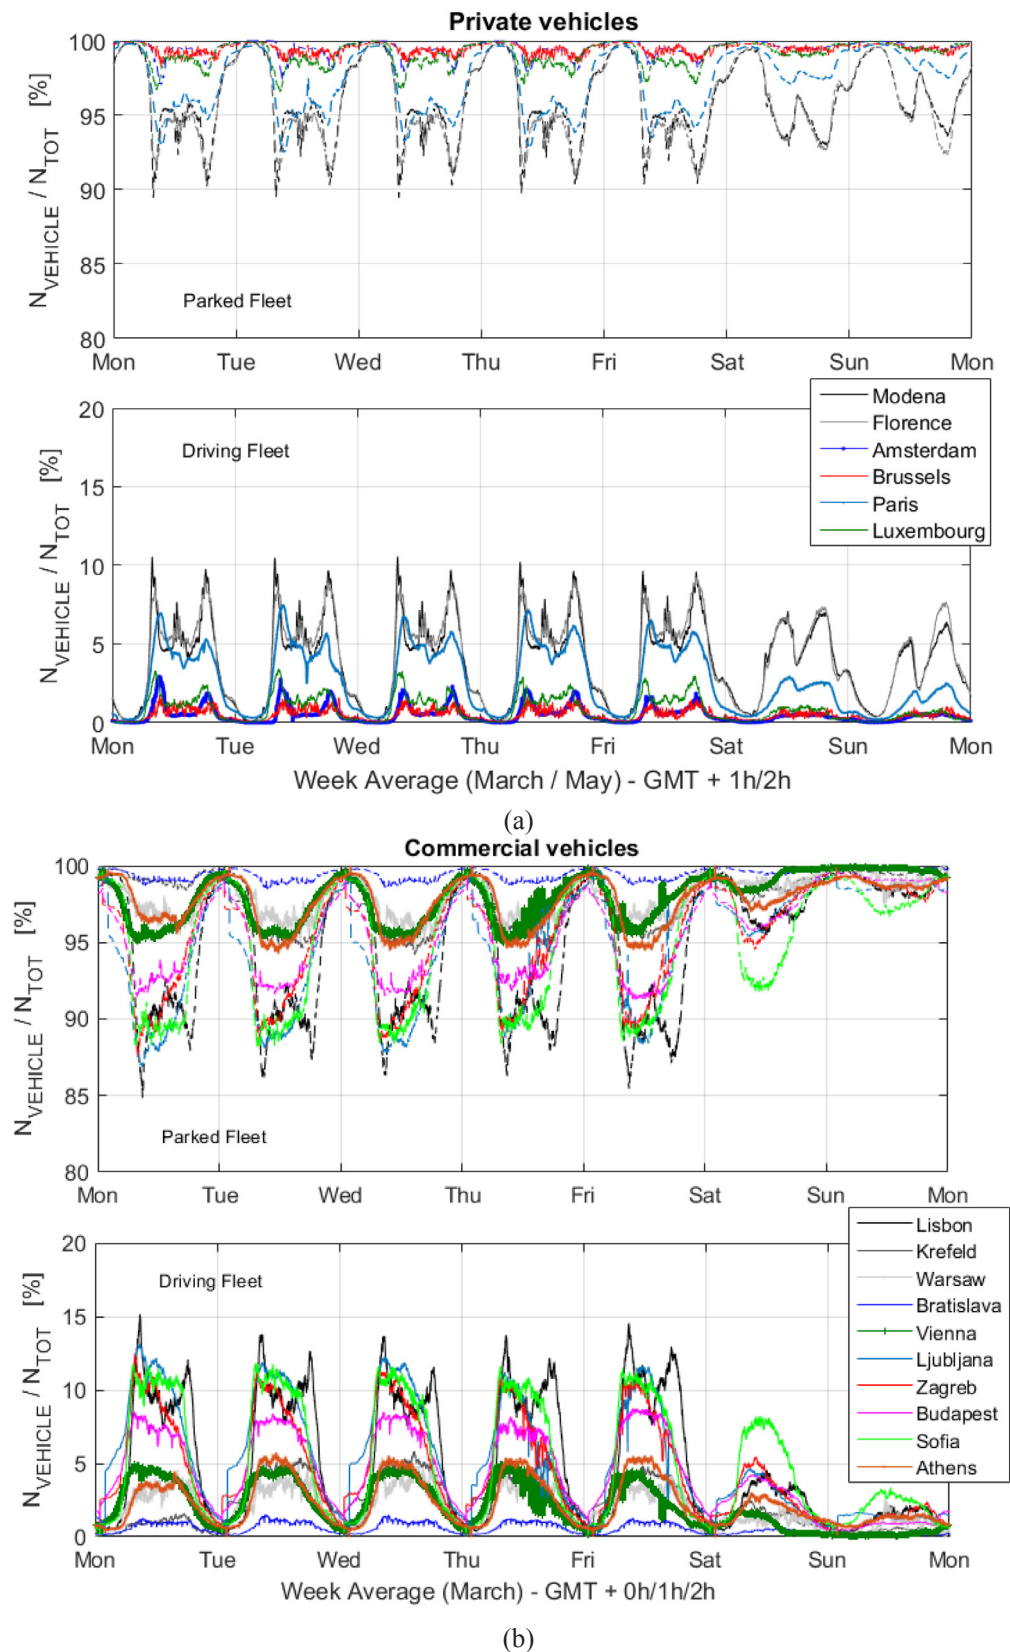 Private vehicles
100
95
90
85
80
N_VEHICLE / N_TOT [%]
Parked Fleet
Mon Tue Wed Thu Fri Sat Sun Mon
20
15
10
5
0
N_VEHICLE / N_TOT [%]
Driving Fleet
Modena
Florence
Amsterdam
Brussels
Paris
Luxembourg
Mon Tue Wed Thu Fri Sat Sun Mon
Week Average (March / May) - GMT + 1h/2h
(a)
Commercial vehicles
100
95
90
85
80
N_VEHICLE / N_TOT [%]
Parked Fleet
Mon Tue Wed Thu Fri Sat Sun Mon
20
15
10
5
0
N_VEHICLE / N_TOT [%]
Driving Fleet
Lisbon
Krefeld
Warsaw
Bratislava
Vienna
Ljubljana
Zagreb
Budapest
Sofia
Athens
Mon Tue Wed Thu Fri Sat Sun Mon
Week Average (March) - GMT + 0h/1h/2h
(b)